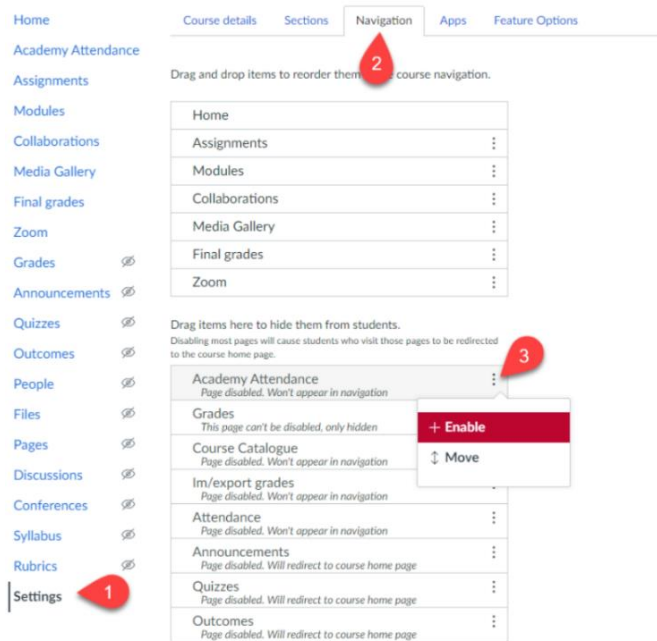 Home
Academy Attendance
Assignments
Modules
Collaborations
Media Gallery
Final grades
Zoom
Grades
Announcements
Quizzes
Outcomes
People
Files
Pages
Discussions
Conferences
Syllabus
Rubrics
Settings
1
Course details Sections Navigation Apps Feature Options
2
Drag and drop items to reorder them course navigation.
Home
Assignments
Modules
Collaborations
Media Gallery
Final grades
Zoom
Drag items here to hide them from students.
Disabling most pages will cause students who visit those pages to be redirected
to the course home page.
3
Academy Attendance
Page disabled. Won't appear in navigation
Grades
This page can't be disabled, only hidden
Course Catalogue
Page disabled. Won't appear in navigation
Im/export grades
Page disabled. Won't appear in navigation
Attendance
Page disabled. Won't appear in navigation
Announcements
Page disabled. Will redirect to course home page
Quizzes
Page disabled. Will redirect to course home page
Outcomes
Page disabled. Will redirect to course home page
+ Enable
Move